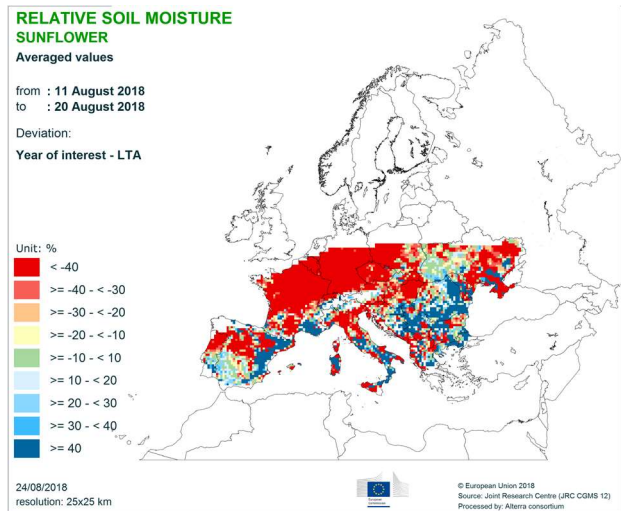 RELATIVE SOIL MOISTURE
SUNFLOWER
Averaged values
from : 11 August 2018
to : 20 August 2018
Deviation:
Year of interest - LTA
Unit: %
< -40
>= -40 - < -30
>= -30 - < -20
>= -20 - < -10
>= -10 - < 10
>= 10 - < 20
>= 20 - < 30
>= 30 - < 40
>= 40
24/08/2018
resolution: 25x25 km
European
Commission
© European Union 2018
Source: Joint Research Centre (JRC CGMS 12)
Processed by: Alterra consortium